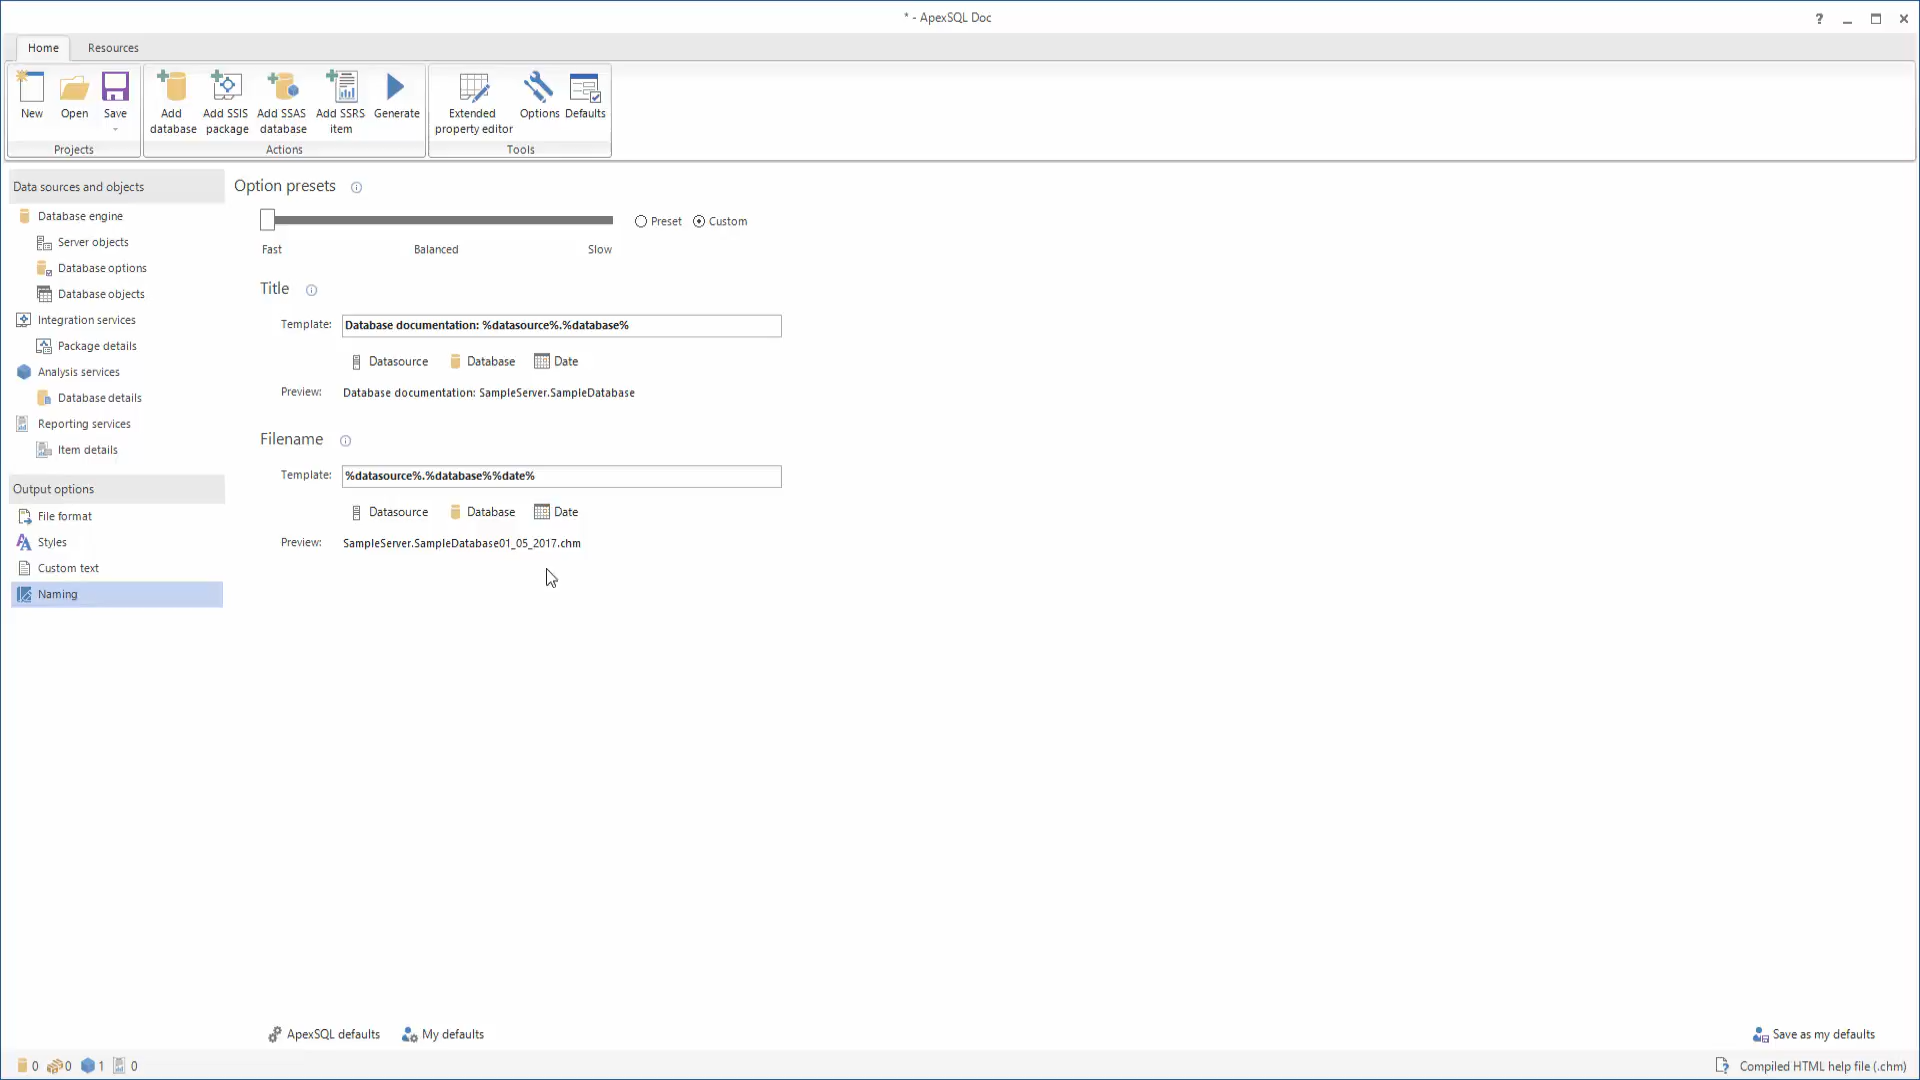 * - ApexSQL Doc
?
Home Resources
New Open Save
Add database Add SSIS package Add SSAS database Add SSRS item Generate
Extended property editor Options Defaults
Projects Actions Tools
Data sources and objects
Database engine
Server objects
Database options
Database objects
Integration services
Package details
Analysis services
Database details
Reporting services
Item details
Output options
File format
Styles
Custom text
Naming
Option presets
Preset Custom
Fast Balanced Slow
Title
Template: Database documentation: %datasource%.%database%
Datasource Database Date
Preview: Database documentation: SampleServer.SampleDatabase
Filename
Template: %datasource%.%database%%date%
Datasource Database Date
Preview: SampleServer.SampleDatabase01_05_2017.chm
ApexSQL defaults My defaults Save as my defaults
0 0 1 0 Compiled HTML help file (.chm)